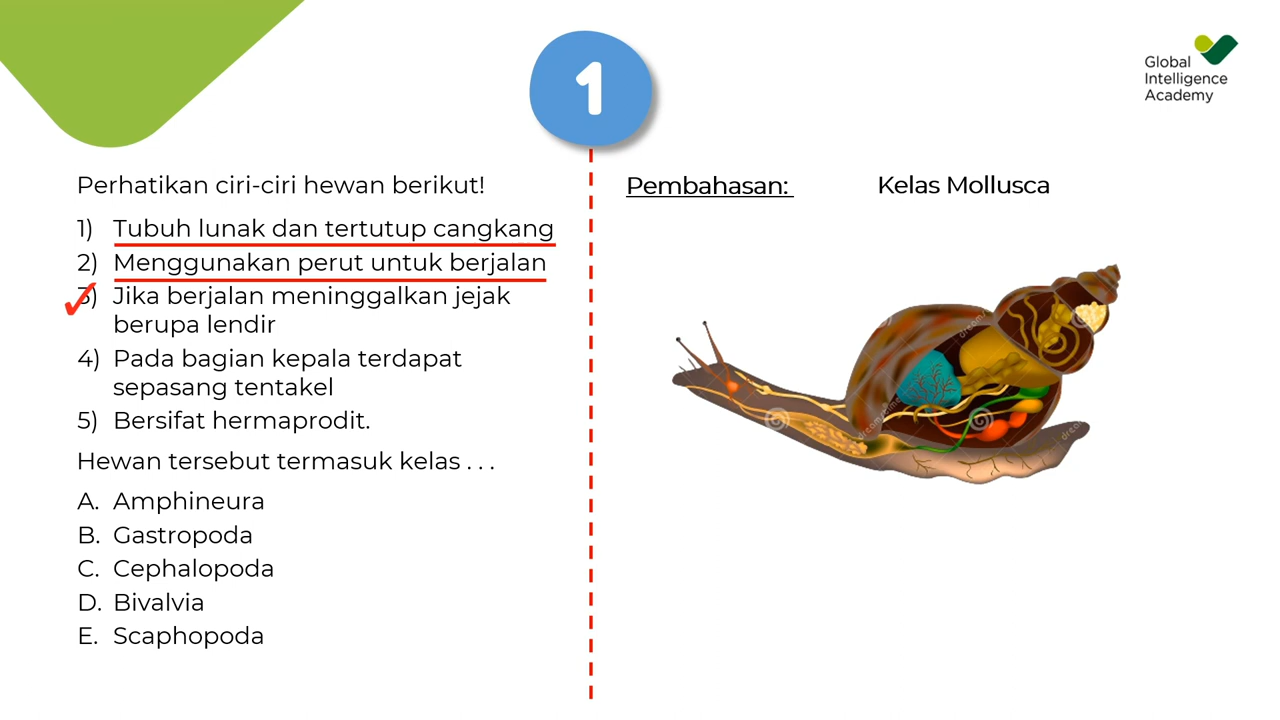 1
Global
Intelligence
Academy
Perhatikan ciri-ciri hewan berikut!
1) Tubuh lunak dan tertutup cangkang
2) Menggunakan perut untuk berjalan
3) Jika berjalan meninggalkan jejak
berupa lendir
4) Pada bagian kepala terdapat
sepasang tentakel
5) Bersifat hermaprodit.
Hewan tersebut termasuk kelas . . .
A. Amphineura
B. Gastropoda
C. Cephalopoda
D. Bivalvia
E. Scaphopoda
Pembahasan:
Kelas Mollusca